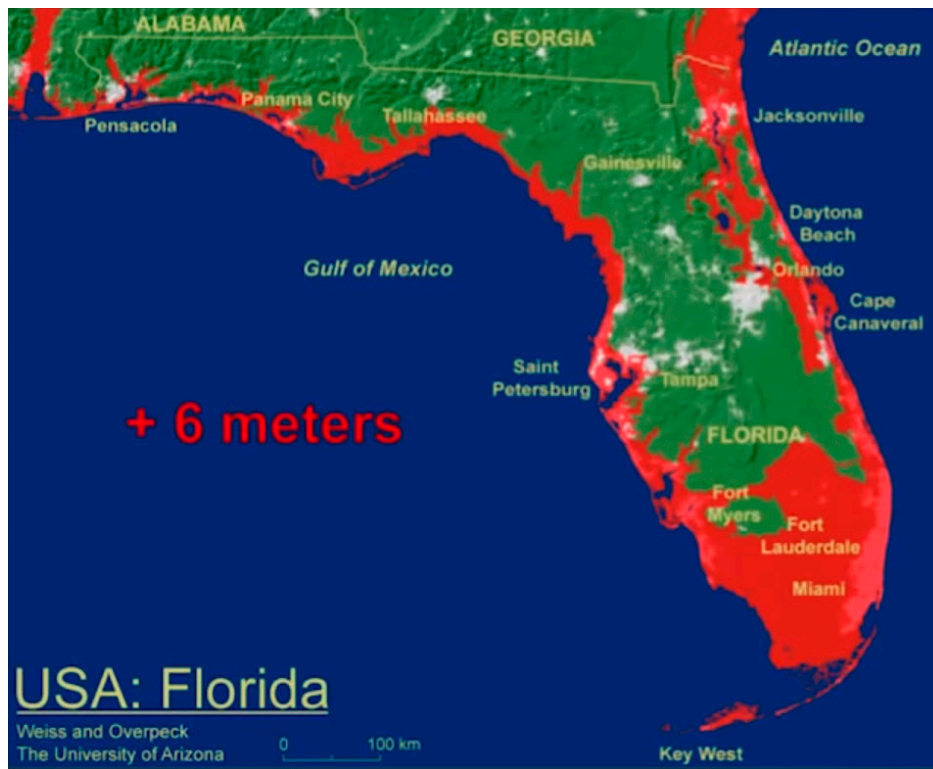 ALABAMA
GEORGIA
Atlantic Ocean
Panama City
Pensacola
Tallahassee
Jacksonville
Gainesville
Daytona
Beach
Gulf of Mexico
Orlando
Cape
Canaveral
Saint
Petersburg
Tampa
+ 6 meters
FLORIDA
Fort
Myers
Fort
Lauderdale
Miami
USA: Florida
Weiss and Overpeck
The University of Arizona
0 100 km
Key West